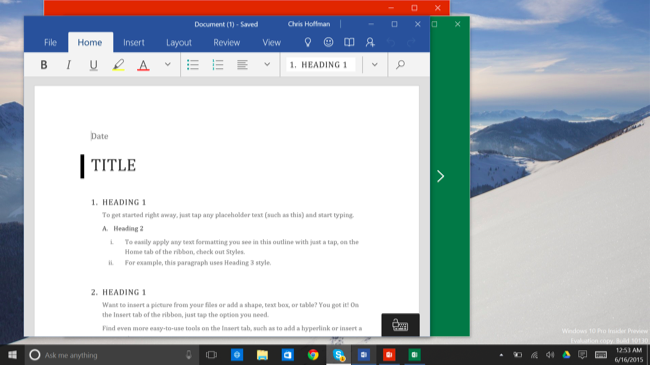 Document (1) - Saved
Chris Hoffman
File Home Insert Layout Review View
B I U A 1. HEADING 1
Date
TITLE
1. HEADING 1
To get started right away, just tap any placeholder text (such as this) and start typing.
A. Heading 2
i. To easily apply any text formatting you see in this outline with just a tap, on the
Home tab of the ribbon, check out Styles.
ii. For example, this paragraph uses Heading 3 style.
2. HEADING 1
Want to insert a picture from your files or add a shape, text box, or table? You got it! On
the Insert tab of the ribbon, just tap the option you need.
Find even more easy-to-use tools on the Insert tab, such as to add a hyperlink or insert a
Windows 10 Pro Insider Preview
Evaluation copy. Build 10130
Ask me anything
12:53 AM
6/16/2015